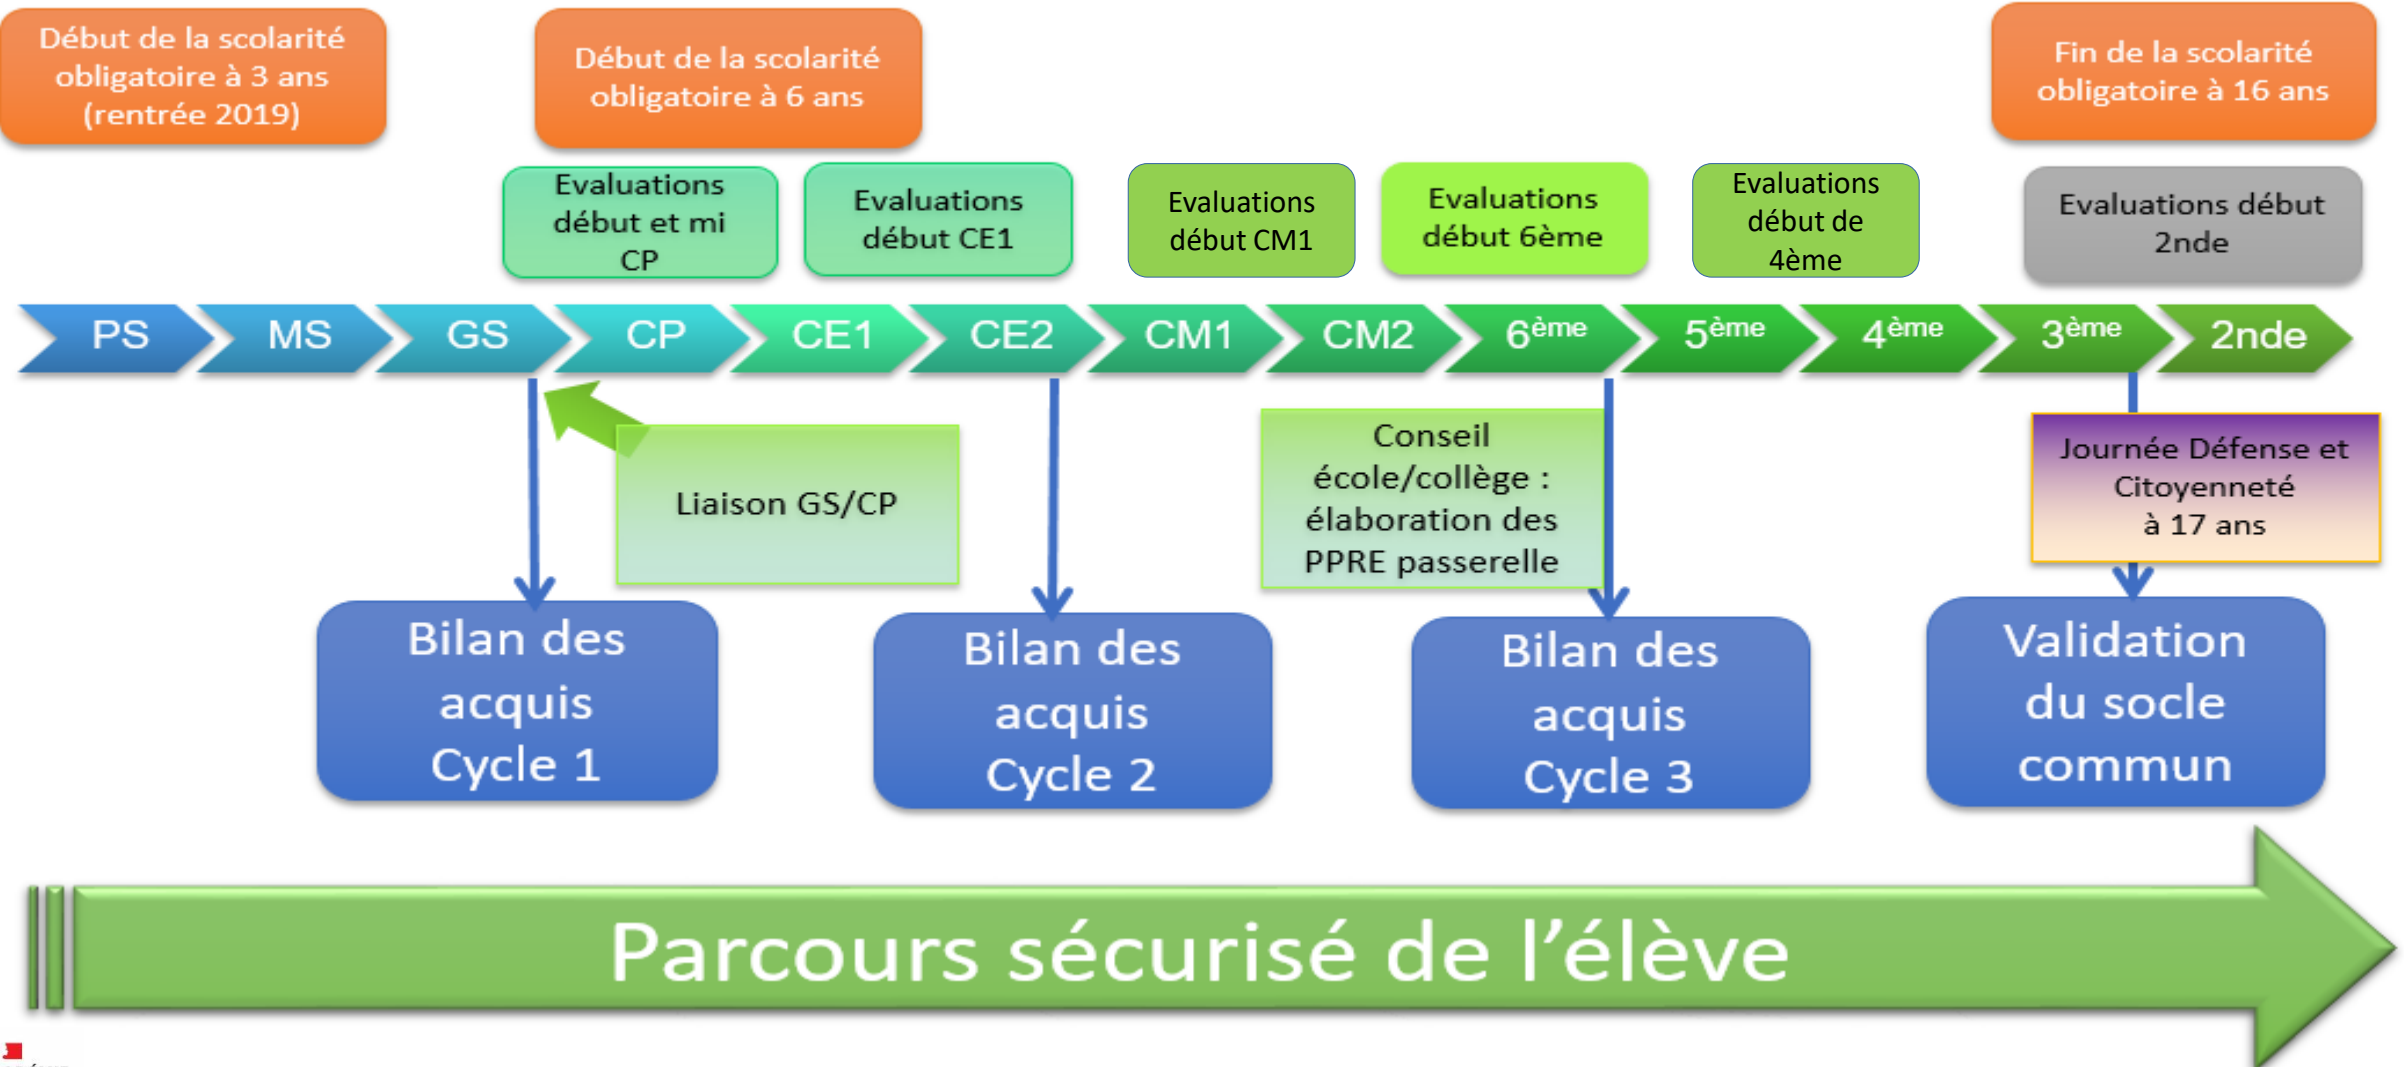 Début de la scolarité
obligatoire à 3 ans
(rentrée 2019)
Début de la scolarité
obligatoire à 6 ans
Fin de la scolarité
obligatoire à 16 ans
Evaluations
début et mi
CP
Evaluations
début CE1
Evaluations
début CM1
Evaluations
début 6ème
Evaluations
début de
4ème
Evaluations début
2nde
PS
MS
GS
CP
CE1
CE2
CM1
CM2
6ème
5ème
4ème
3ème
2nde
Liaison GS/CP
Conseil
école/collège :
élaboration des
PPRE passerelle
Journée Défense et
Citoyenneté
à 17 ans
Bilan des
acquis
Cycle 1
Bilan des
acquis
Cycle 2
Bilan des
acquis
Cycle 3
Validation
du socle
commun
Parcours sécurisé de l’élève